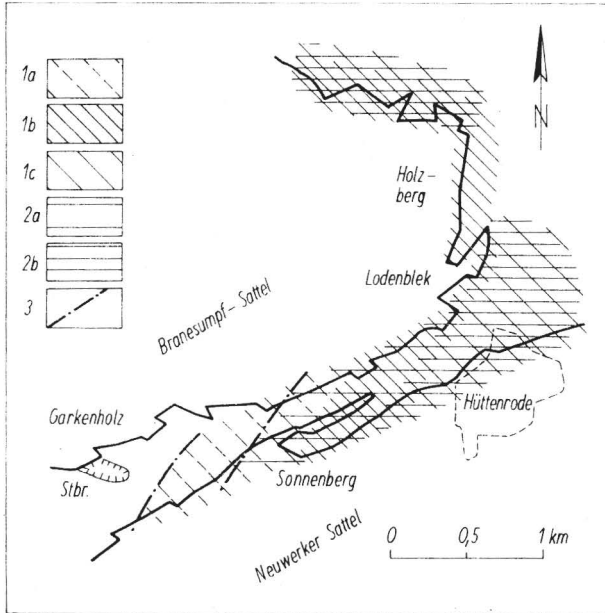 1a
1b
1c
2a
2b
3
N
Holz-
berg
Lodenblek
Branesumpf-Sattel
Garkenholz
Hüttenrode
Stbr.
Sonnenberg
Neuwerker Sattel
0 0,5 1 km